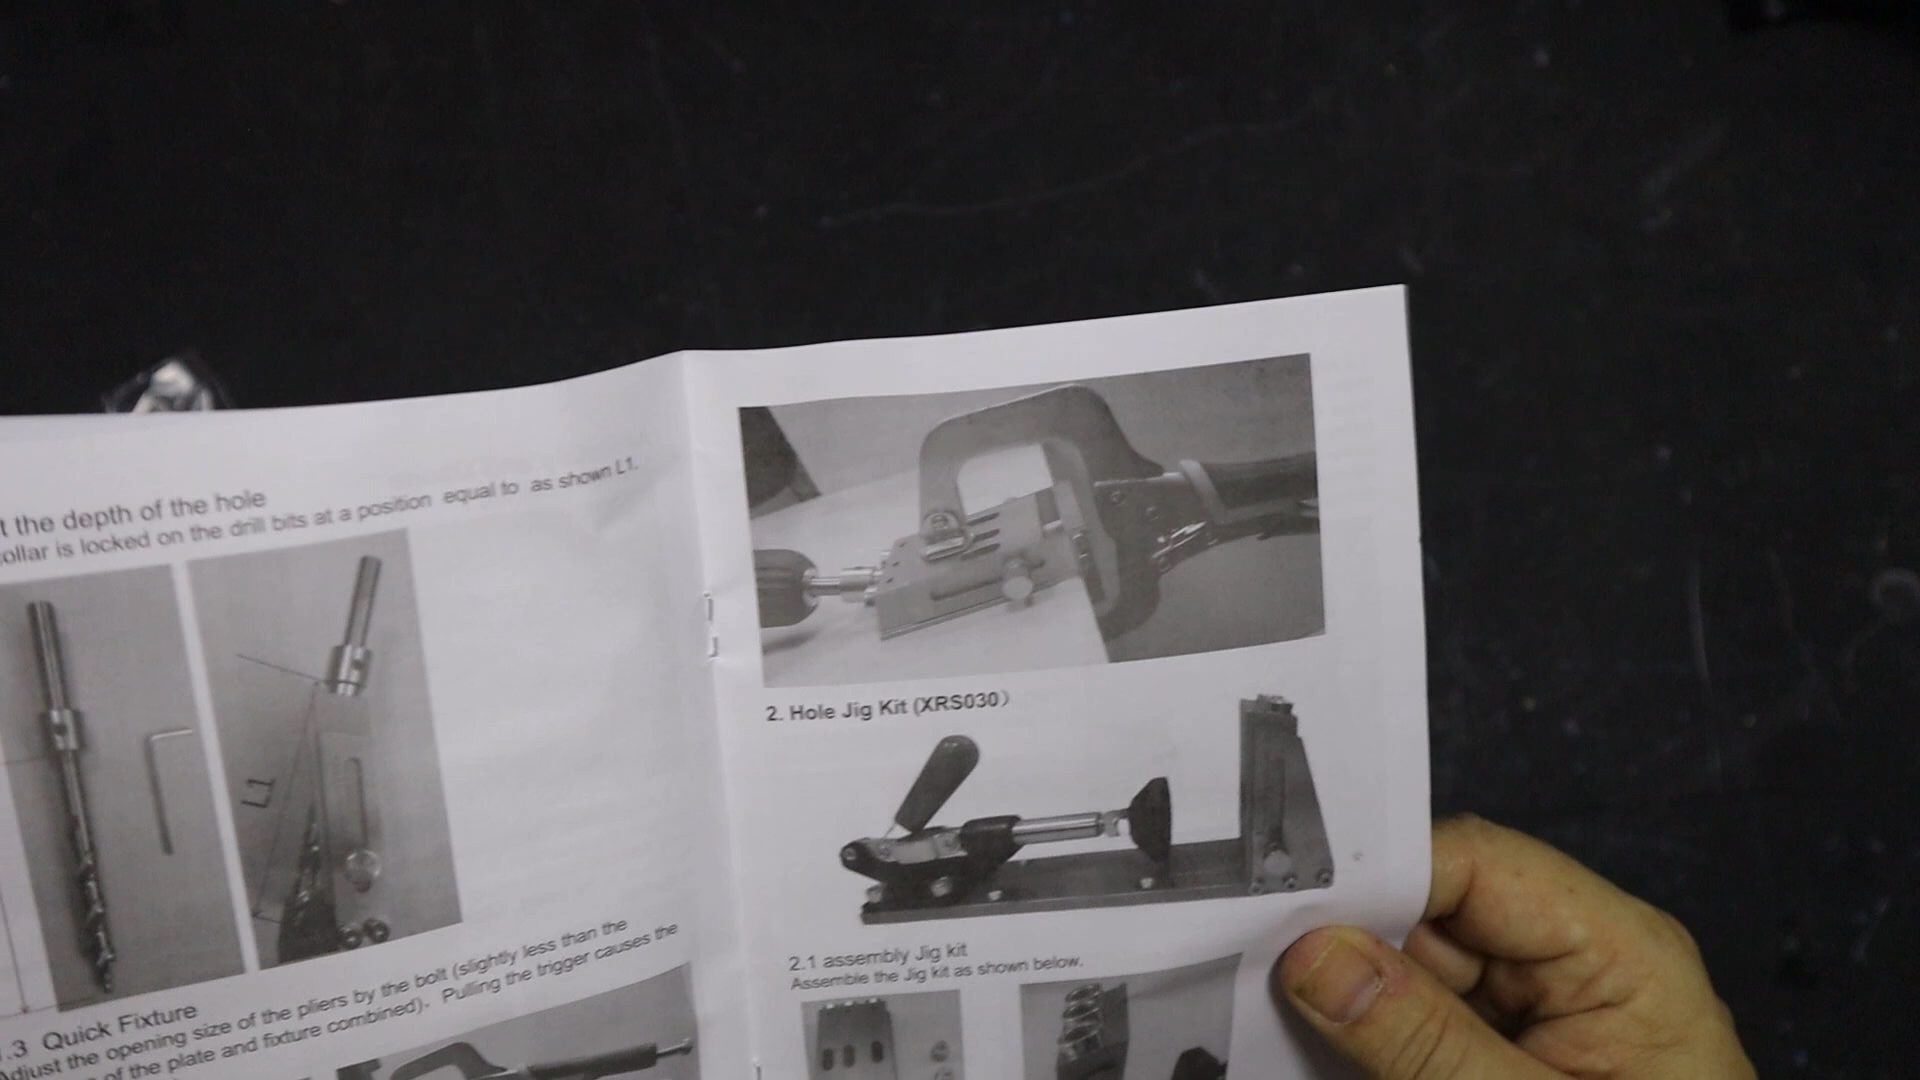 t the depth of the hole
ollar is locked on the drill bits at a position equal to as shown L1.
L1
.3 Quick Fixture
Adjust the opening size of the pliers by the bolt (slightly less than the
of the plate and fixture combined). Pulling the trigger causes the
2. Hole Jig Kit (XRS030)
2.1 assembly Jig kit
Assemble the Jig kit as shown below.